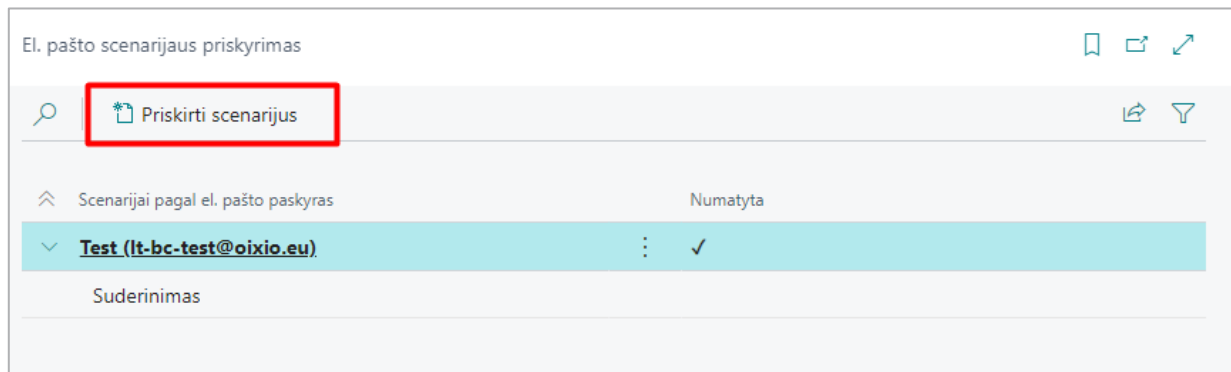 El. pašto scenarijaus priskyrimas
Priskirti scenarijus
Scenarijai pagal el. pašto paskyras Numatyta
Test (lt-bc-test@oixio.eu)
Suderinimas